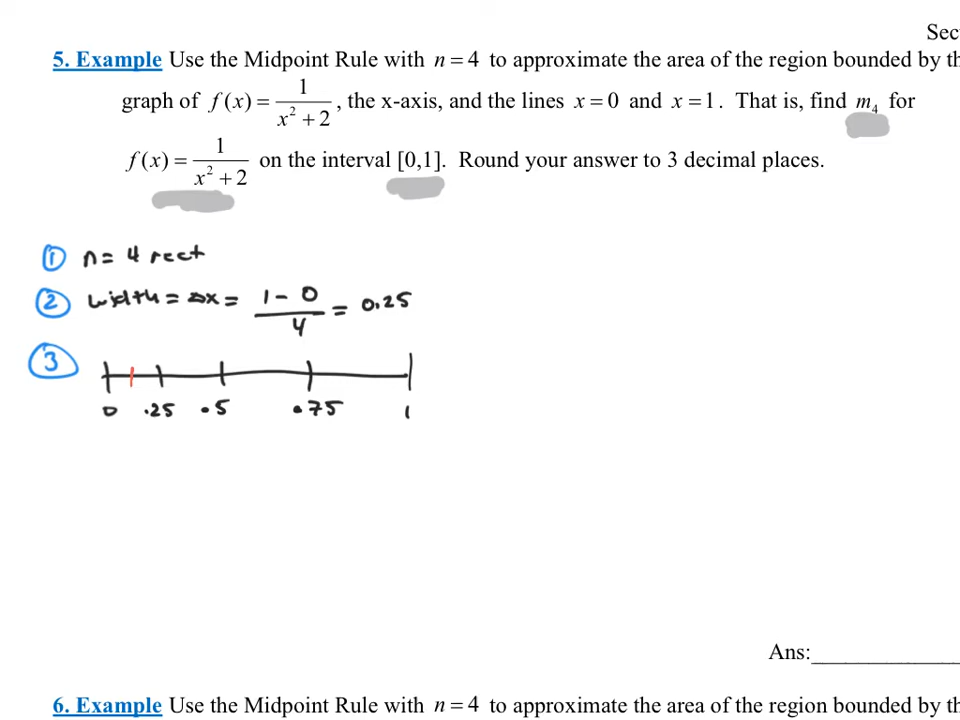 Sec
5. Example Use the Midpoint Rule with n = 4 to approximate the area of the region bounded by th
graph of f(x) = 1/(x² + 2), the x-axis, and the lines x = 0 and x = 1. That is, find m₄ for
f(x) = 1/(x² + 2) on the interval [0,1]. Round your answer to 3 decimal places.
① n= 4 rect
② width = Δx = (1 - 0)/4 = 0.25
③
0 .25 .5 .75 1
Ans:
6. Example Use the Midpoint Rule with n = 4 to approximate the area of the region bounded by th